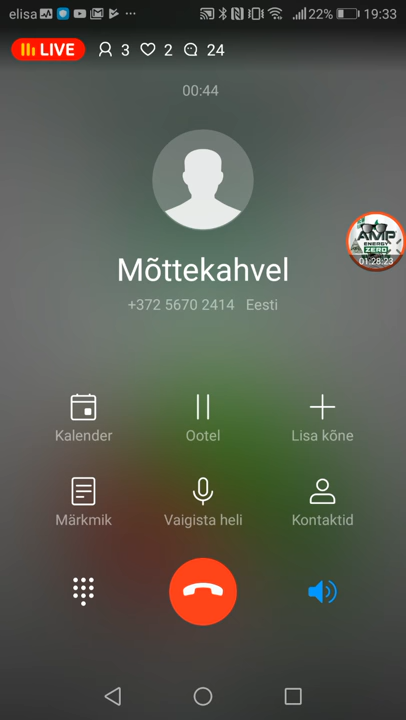 elisa ... 22% 19:33
LIVE 3 2 24
00:44
AMP
ENERGY
ZERO
01:28:23
Mõttekahvel
+372 5670 2414 Eesti
Kalender Ootel Lisa kõne
Märkmik Vaigista heli Kontaktid